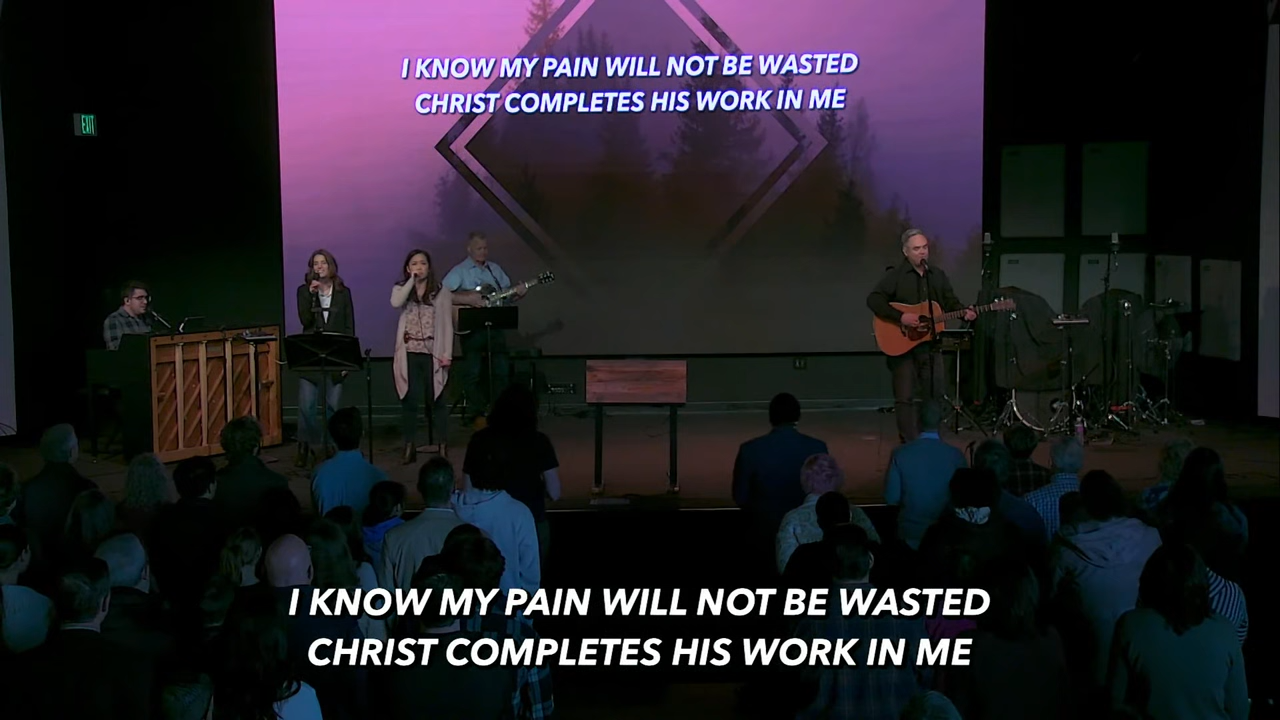 I KNOW MY PAIN WILL NOT BE WASTED
CHRIST COMPLETES HIS WORK IN ME
EXIT
I KNOW MY PAIN WILL NOT BE WASTED
CHRIST COMPLETES HIS WORK IN ME